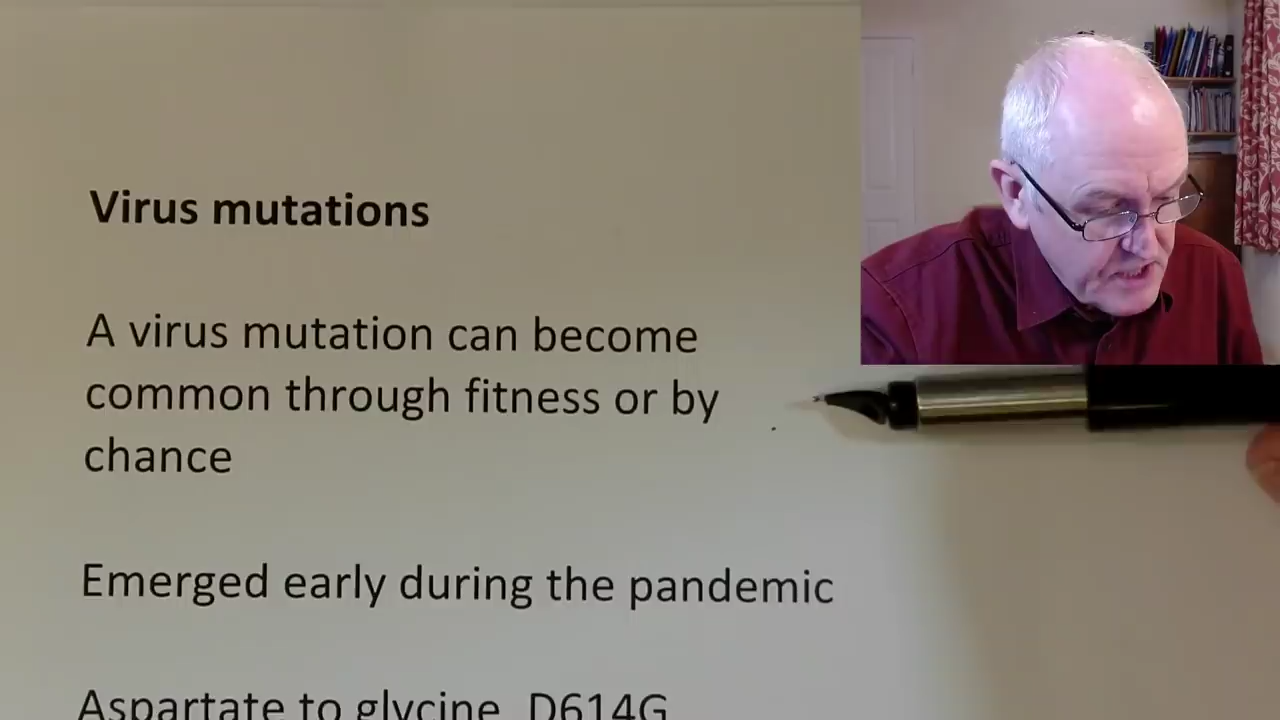 Virus mutations
A virus mutation can become
common through fitness or by
chance
Emerged early during the pandemic
Aspartate to glycine D614G